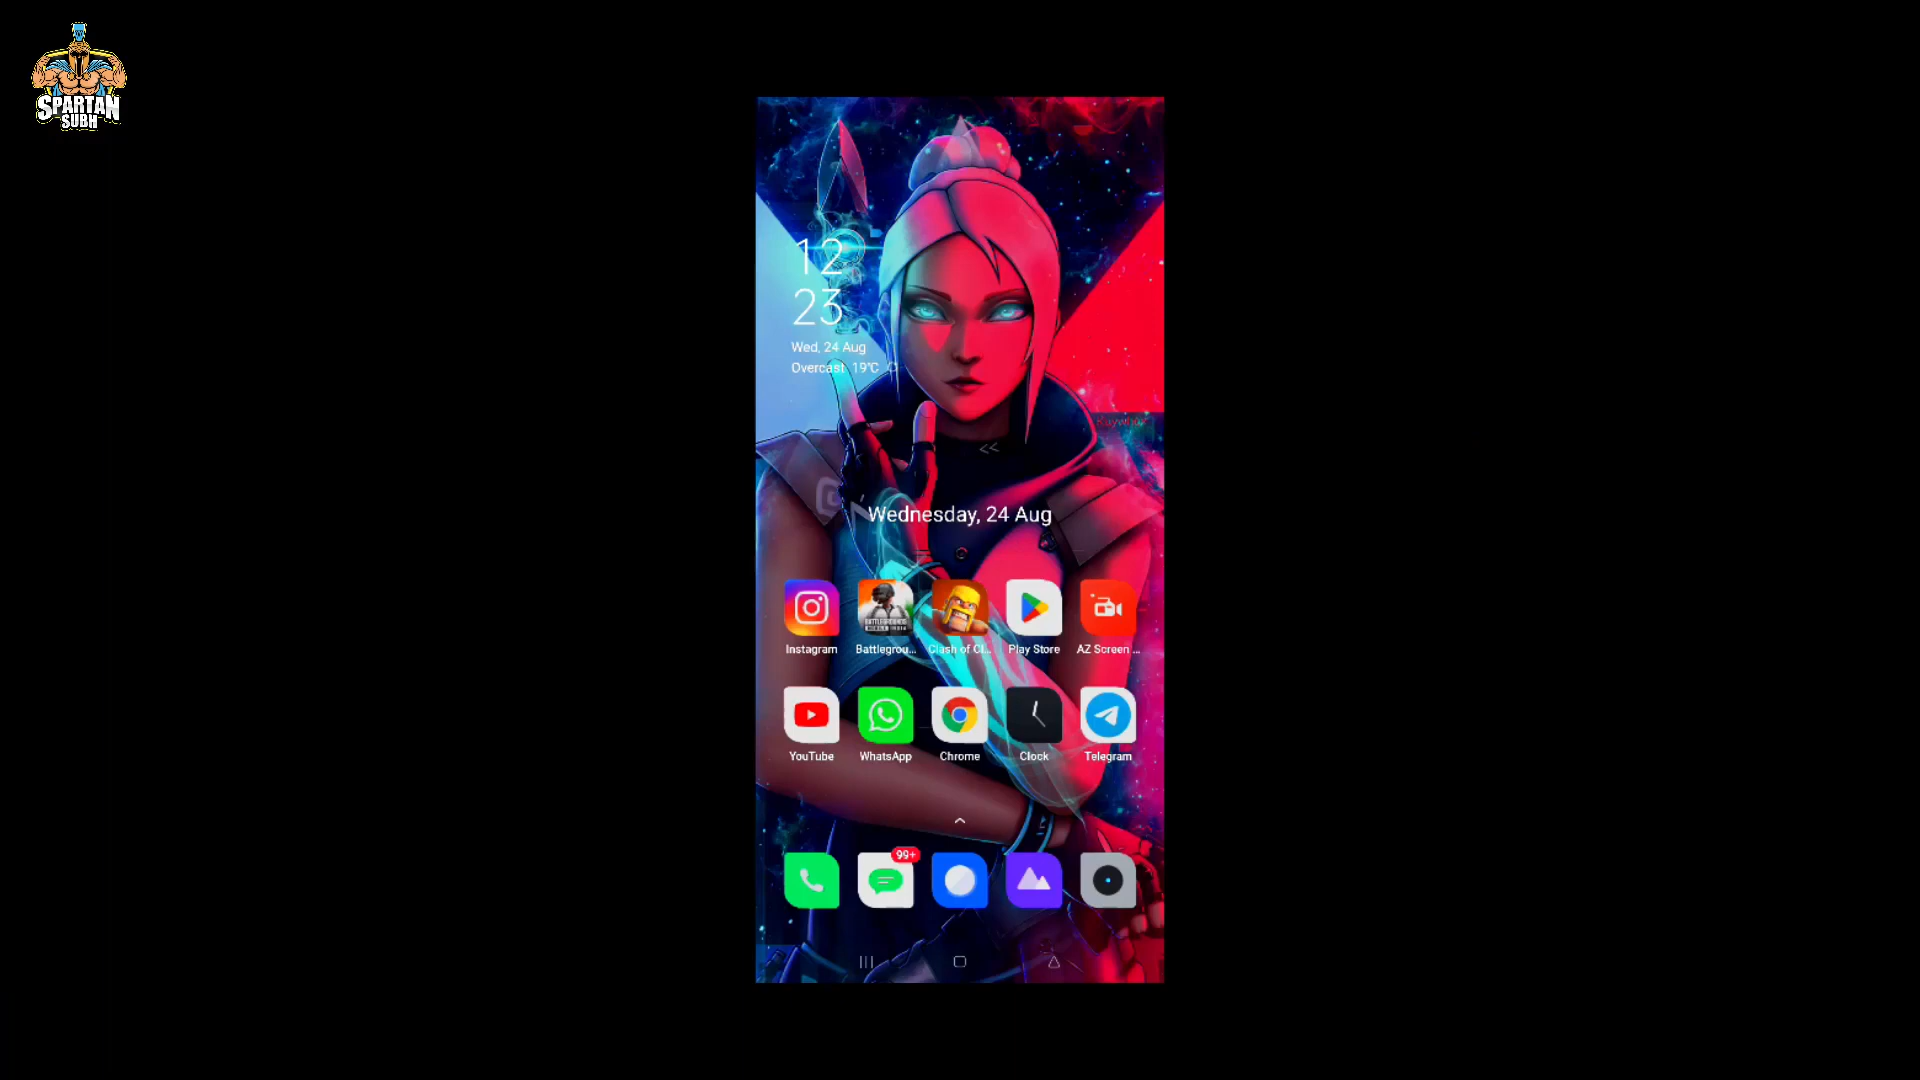 SPARTAN
SUBH
12
23
Wed, 24 Aug
Overcast 19°C
Wednesday, 24 Aug
Instagram
Battlegrou...
Clash of Cl...
Play Store
AZ Screen ...
YouTube
WhatsApp
Chrome
Clock
Telegram
99+